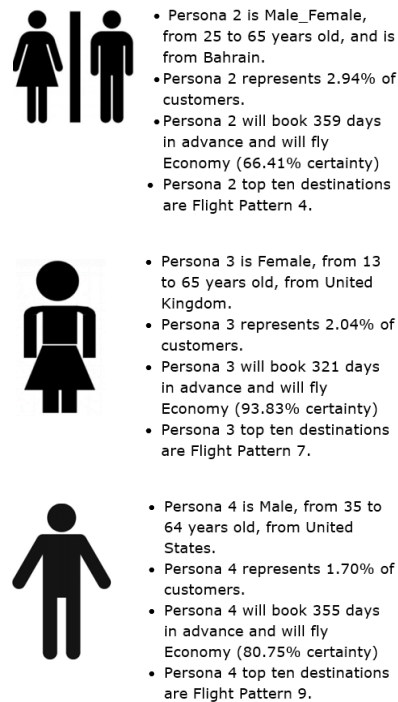 • Persona 2 is Male_Female,
from 25 to 65 years old, and is
from Bahrain.
• Persona 2 represents 2.94% of
customers.
• Persona 2 will book 359 days
in advance and will fly
Economy (66.41% certainty)
• Persona 2 top ten destinations
are Flight Pattern 4.
• Persona 3 is Female, from 13
to 65 years old, from United
Kingdom.
• Persona 3 represents 2.04% of
customers.
• Persona 3 will book 321 days
in advance and will fly
Economy (93.83% certainty)
• Persona 3 top ten destinations
are Flight Pattern 7.
• Persona 4 is Male, from 35 to
64 years old, from United
States.
• Persona 4 represents 1.70% of
customers.
• Persona 4 will book 355 days
in advance and will fly
Economy (80.75% certainty)
• Persona 4 top ten destinations
are Flight Pattern 9.